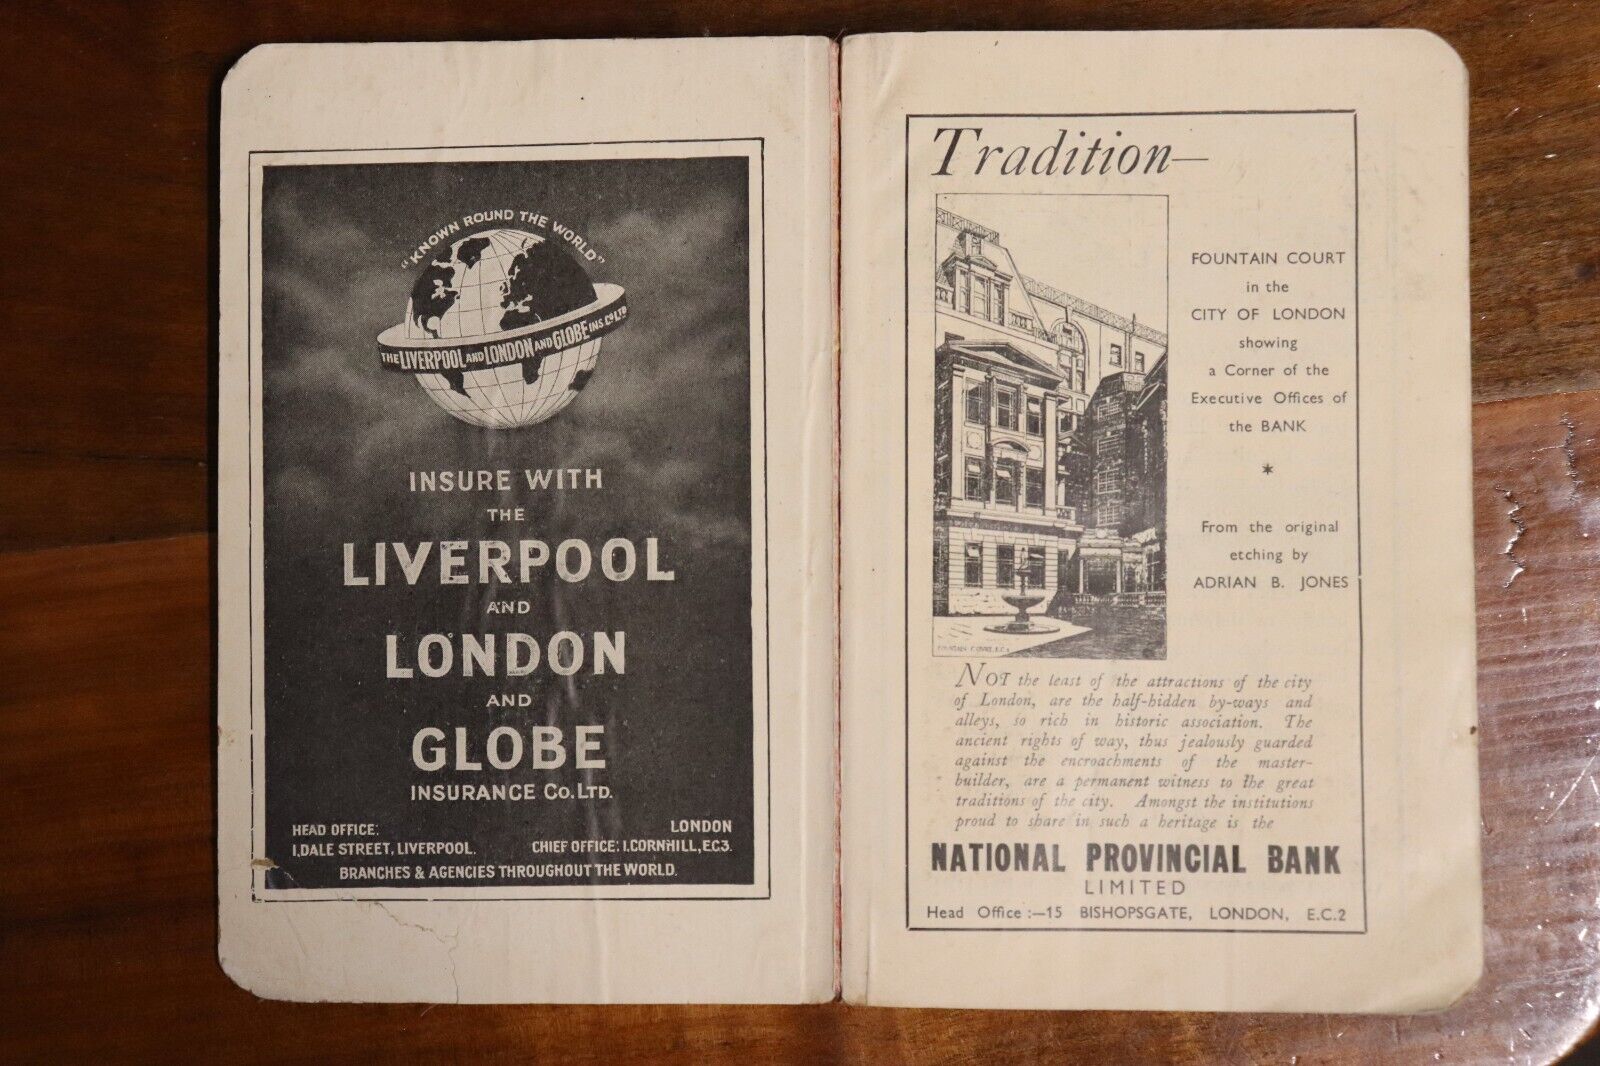 "KNOWN ROUND THE WORLD"
THE LIVERPOOL AND LONDON AND GLOBE INS. CO LTD
INSURE WITH
THE
LIVERPOOL
AND
LONDON
AND
GLOBE
INSURANCE Co. LTD.
HEAD OFFICE:
1, DALE STREET, LIVERPOOL.
LONDON
CHIEF OFFICE: 1, CORNHILL, E.C.3.
BRANCHES & AGENCIES THROUGHOUT THE WORLD.
Tradition—
FOUNTAIN COURT, E.C.2
FOUNTAIN COURT
in the
CITY OF LONDON
showing
a Corner of the
Executive Offices of
the BANK
*
From the original
etching by
ADRIAN B. JONES
NOT the least of the attractions of the city
of London, are the half-hidden by-ways and
alleys, so rich in historic association. The
ancient rights of way, thus jealously guarded
against the encroachments of the master-
builder, are a permanent witness to the great
traditions of the city. Amongst the institutions
proud to share in such a heritage is the
NATIONAL PROVINCIAL BANK
LIMITED
Head Office :—15 BISHOPSGATE, LONDON, E.C.2